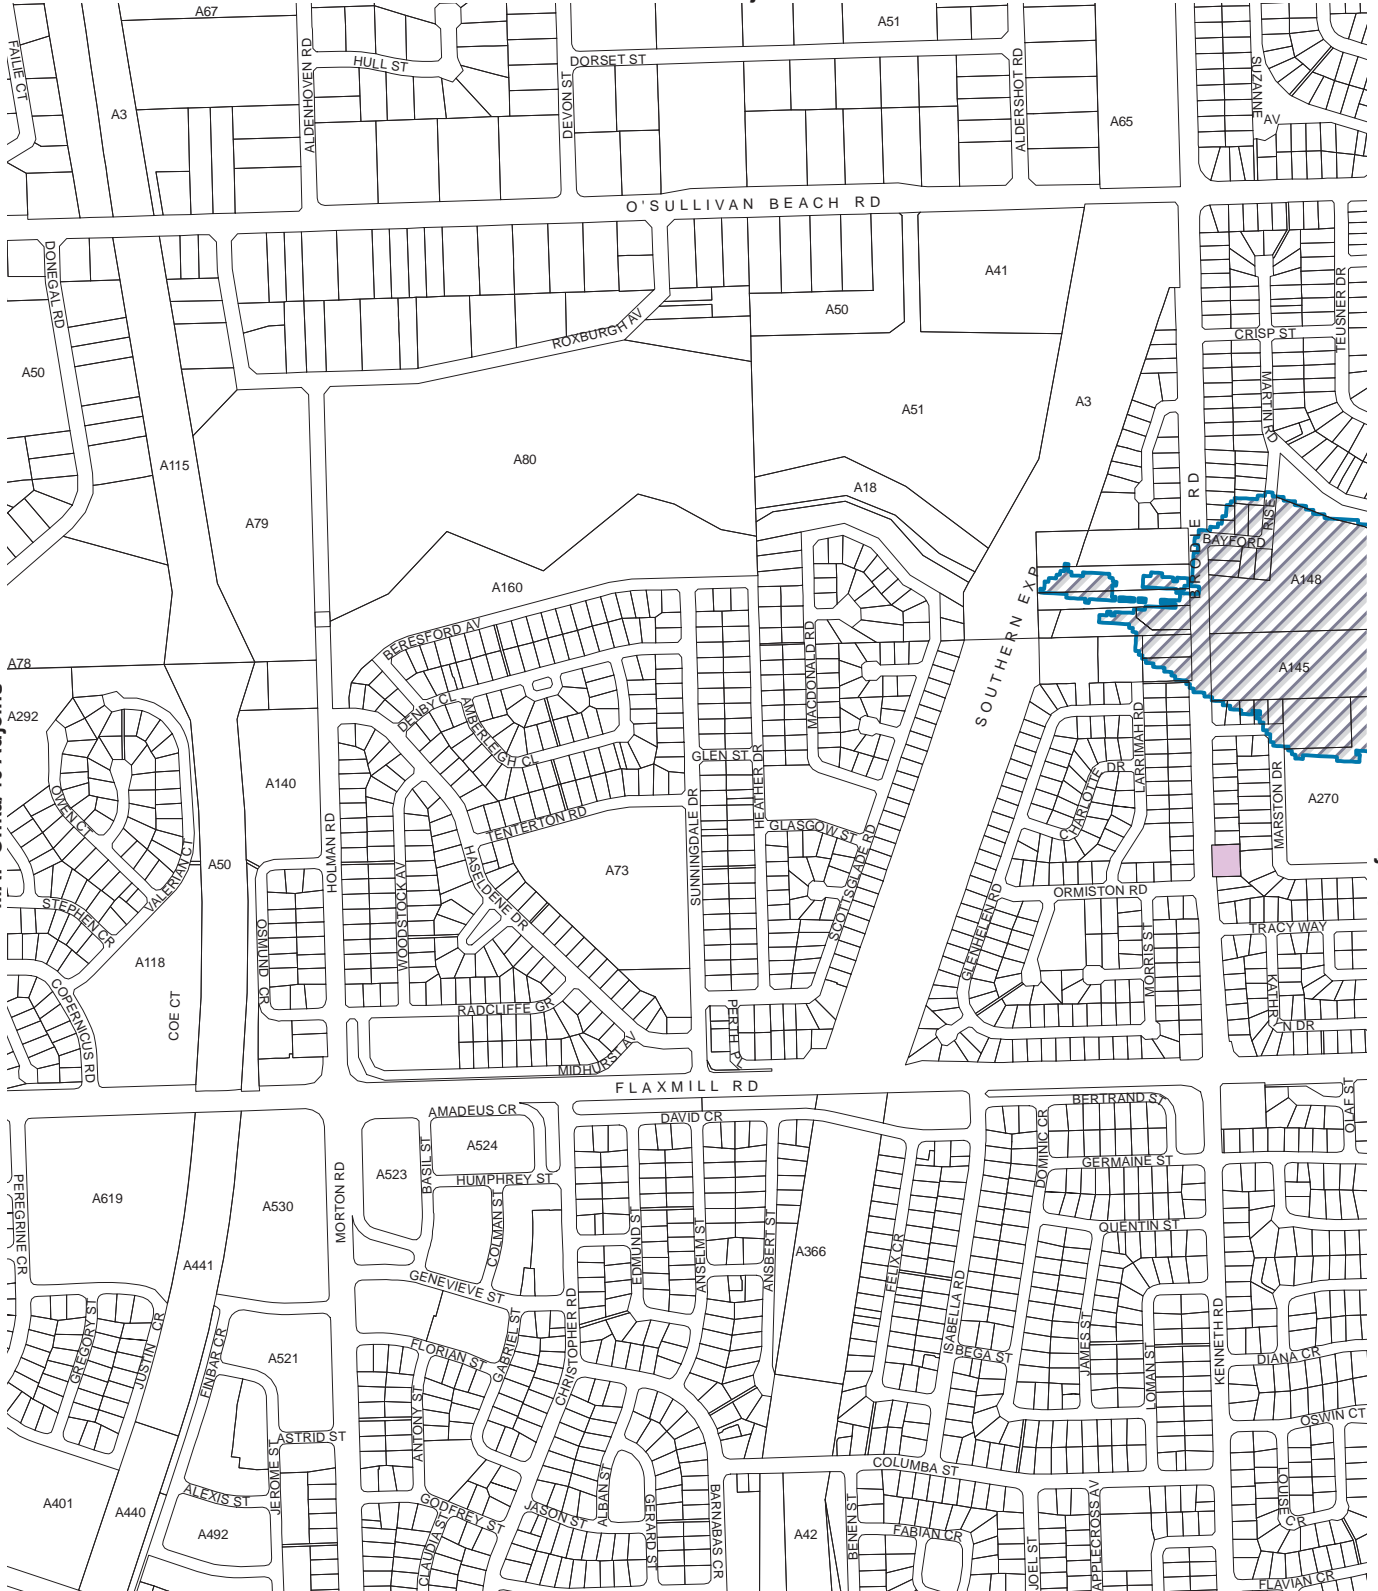 A67
A51
FAILIE CT
ALDENHOVEN RD
HULL ST
DORSET ST
DEVON ST
ALDERSHOT RD
SUZANNE
AV
A3
A65
O'SULLIVAN BEACH RD
DONEGAL RD
A41
A50
TEUSNER DR
ROXBURGH AV
CRISP ST
A50
MARTIN RD
A3
A51
A80
A115
A18
A79
BRODIE RD
RISE
BAYFORD
A148
A160
SOUTHERN EXP
BERESFORD AV
MACDONALD RD
A78
A145
A292
DENBY CL
AMBERLEIGH CL
LARRIMAH RD
GLEN ST
HEATHER DR
CHARLOTTE DR
MARSTON DR
A270
A140
OWEN CT
HOLMAN RD
TENTERTON RD
SUNNINGDALE DR
GLASGOW ST
VALERIAN CT
A50
HASELDENE DR
A73
SCOTTSGLADE RD
WOODSTOCK AV
ORMISTON RD
STEPHEN CR
OSMUND CR
GLENHELEN RD
MORRIS ST
TRACY WAY
A118
COPERNICUS RD
COE CT
RADCLIFFE GR
MIDHURST AV
FLAXMILL RD
AMADEUS CR
DAVID CR
BERTRAND ST
OLAF ST
A524
BASIL ST
A523
HUMPHREY ST
DOMINIC CR
GERMAINE ST
PEREGRINE CR
A619
A530
MORTON RD
COLMAN ST
EDMUND ST
ANSELM ST
ANSBERT ST
A366
QUENTIN ST
FELIX CR
A441
GENEVIEVE ST
ISABELLA RD
KENNETH RD
GREGORY ST
JUSTIN CR
FINBAR CR
A521
FLORIAN ST
GABRIEL ST
CHRISTOPHER RD
BEGA ST
JAMES ST
OMAN ST
DIANA CR
ANTONY ST
ASTRID ST
JEROME ST
OSWIN CT
COLUMBA ST
A401
A440
ALEXIS ST
A492
GODFREY ST
CLAUDIA ST
JASON ST
ALBAN ST
GERARD ST
BARNABAS CR
A42
BENEN ST
FABIAN CR
JOEL ST
APPLECROSS AV
LOUISE CR
FLAVIAN CR